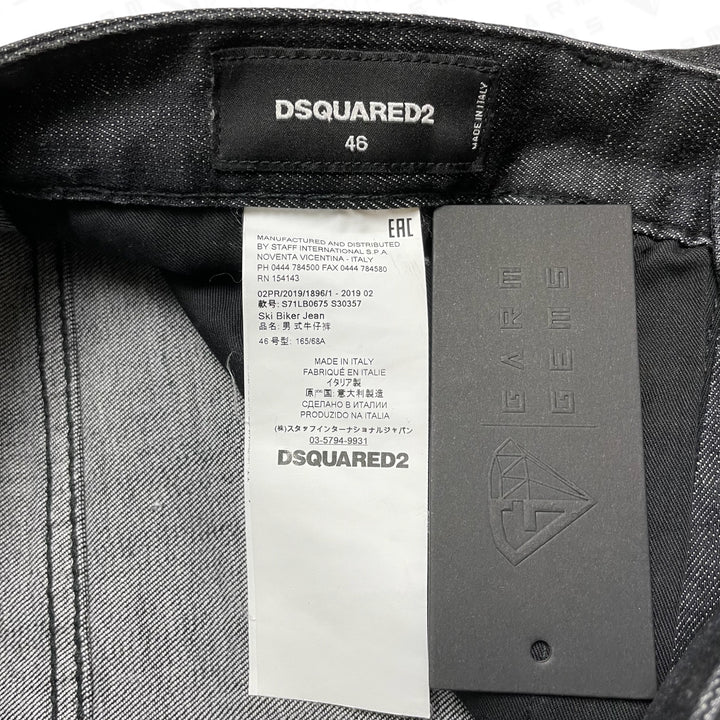 DSQUARED2
46
MADE IN ITALY
EAC
MANUFACTURED AND DISTRIBUTED
BY STAFF INTERNATIONAL S.P.A.
NOVENTA VICENTINA - ITALY
PH 0444 784500 FAX 0444 784580
RN 154143
02PR/2019/1896/1 - 2019 02
款号: S71LB0675 S30357
Ski Biker Jean
品名: 男式牛仔裤
46 号型: 165/68A
MADE IN ITALY
FABRIQUÉ EN ITALIE
イタリア製
原产国: 意大利製造
СДЕЛАНО В ИТАЛИИ
PRODUZIDO NA ITALIA
(株)スタッフインターナショナルジャパン
03-5794-9931
DSQUARED2
GARM
GEMS